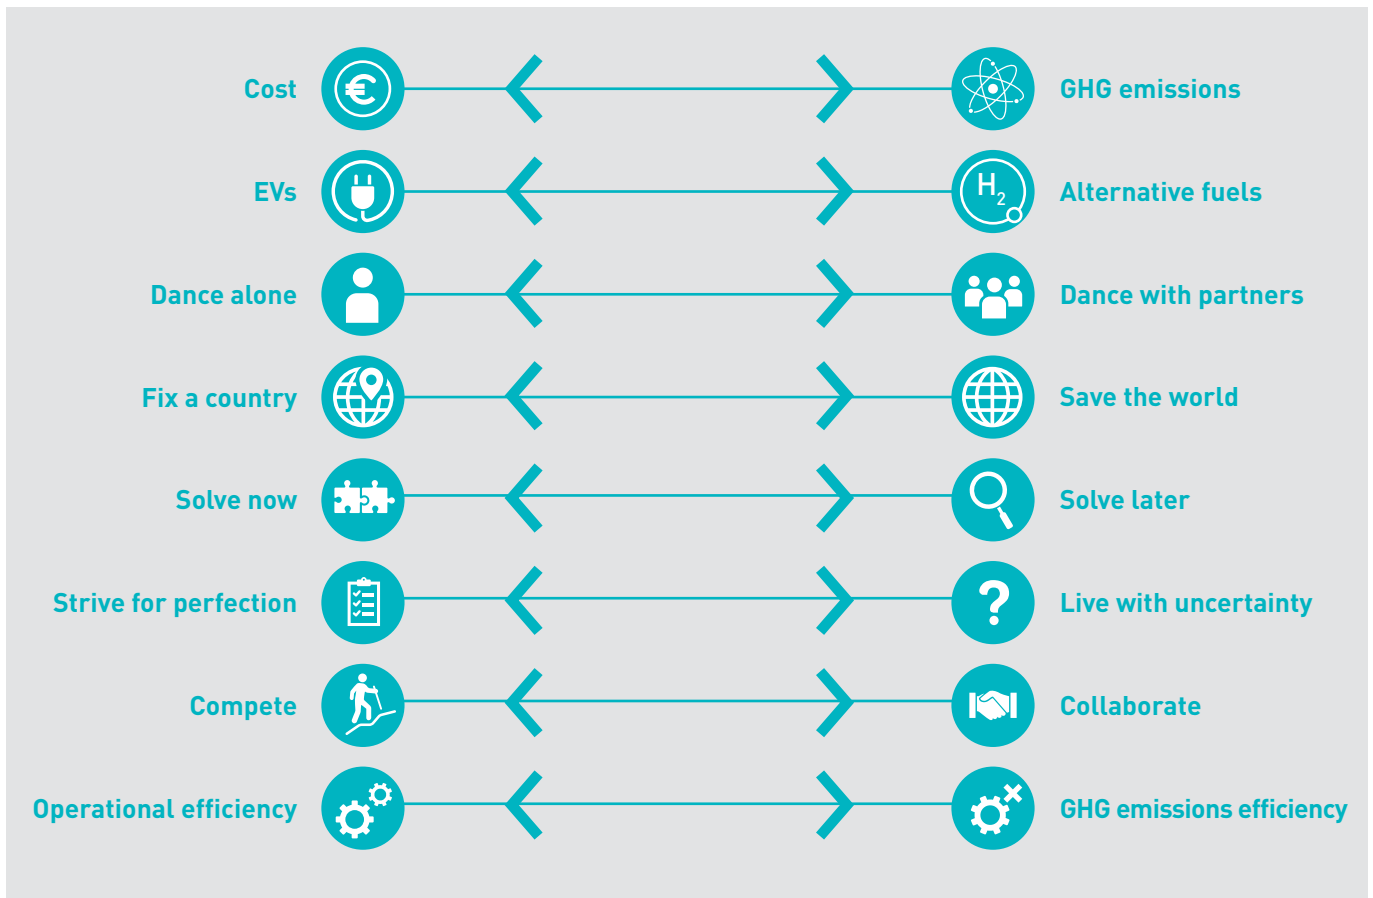 Cost
€
GHG emissions
EVs
H2
Alternative fuels
Dance alone
Dance with partners
Fix a country
Save the world
Solve now
Solve later
Strive for perfection
?
Live with uncertainty
Compete
Collaborate
Operational efficiency
GHG emissions efficiency